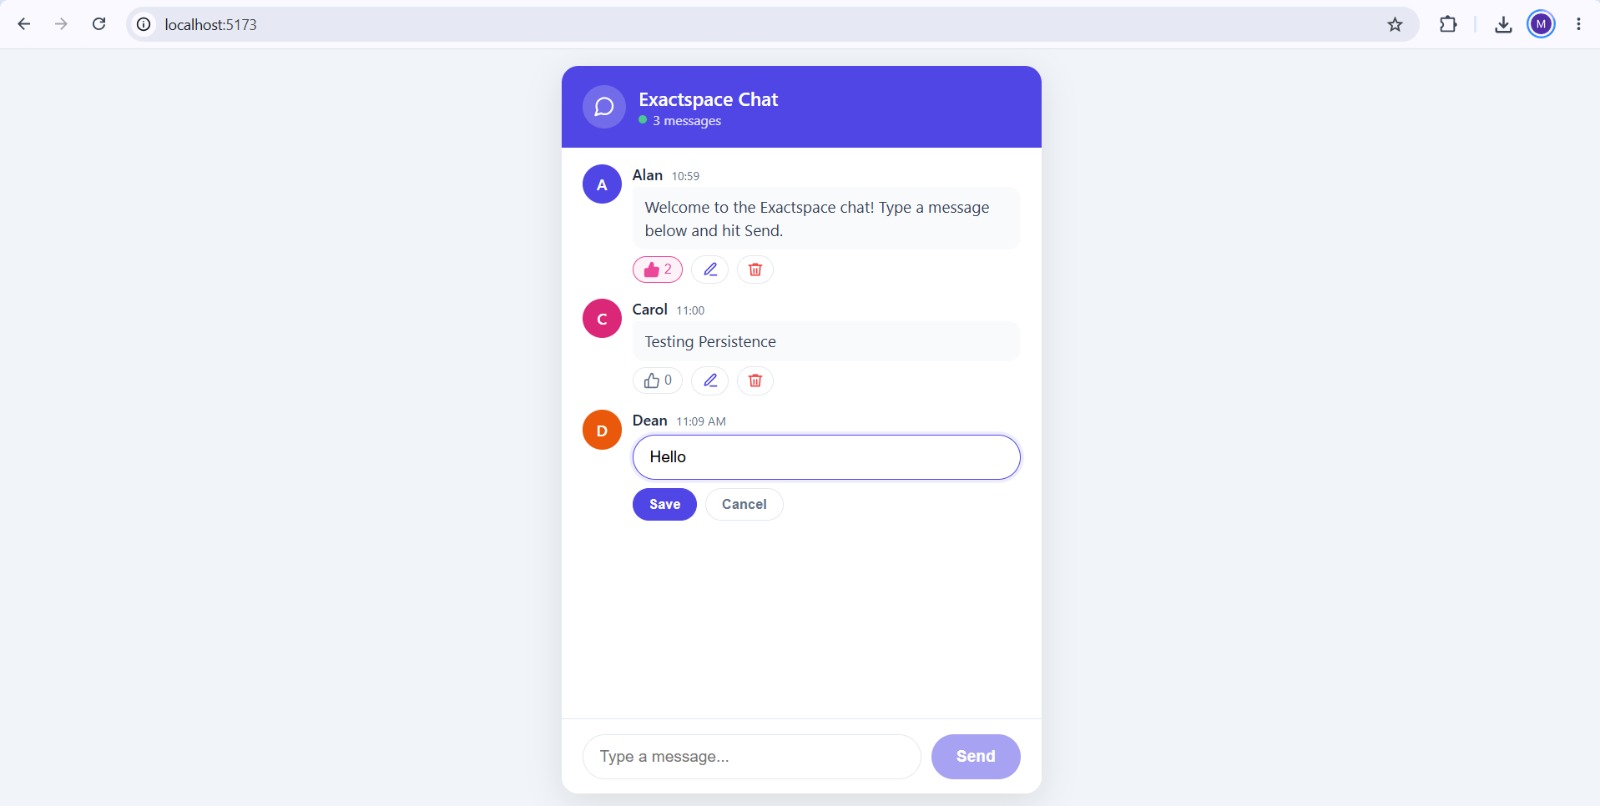 localhost:5173
M
Exactspace Chat
3 messages
A
Alan 10:59
Welcome to the Exactspace chat! Type a message
below and hit Send.
2
C
Carol 11:00
Testing Persistence
0
D
Dean 11:09 AM
Hello
Save Cancel
Type a message... Send